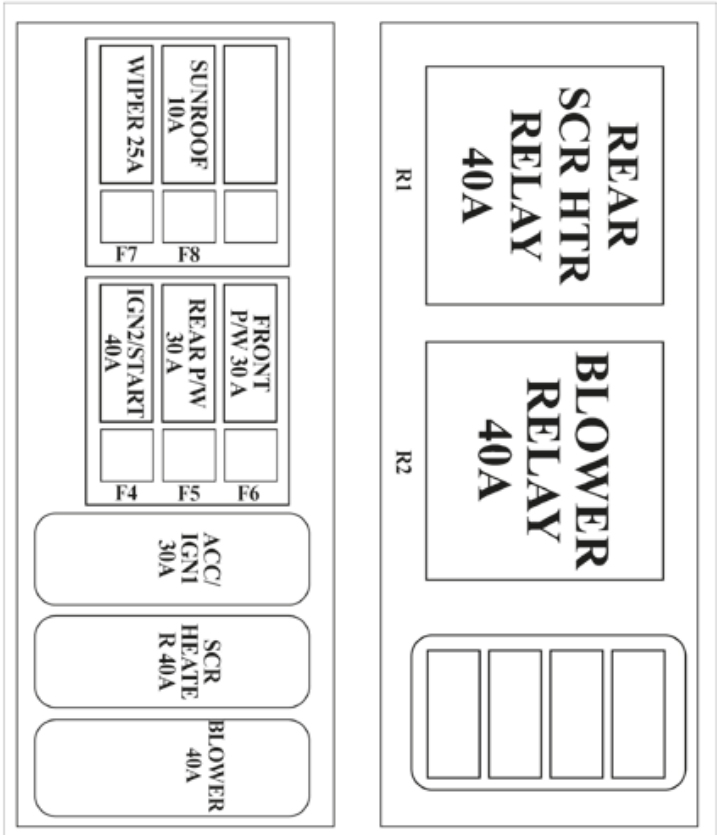 WIPER 25A
SUNROOF
10A
F7
F8
IGN2/START
40A
REAR P/W
30 A
FRONT
P/W 30 A
F4
F5
F6
ACC/
IGN1
30A
SCR
HEATE
R 40A
BLOWER
40A
REAR
SCR HTR
RELAY
40A
R1
BLOWER
RELAY
40A
R2